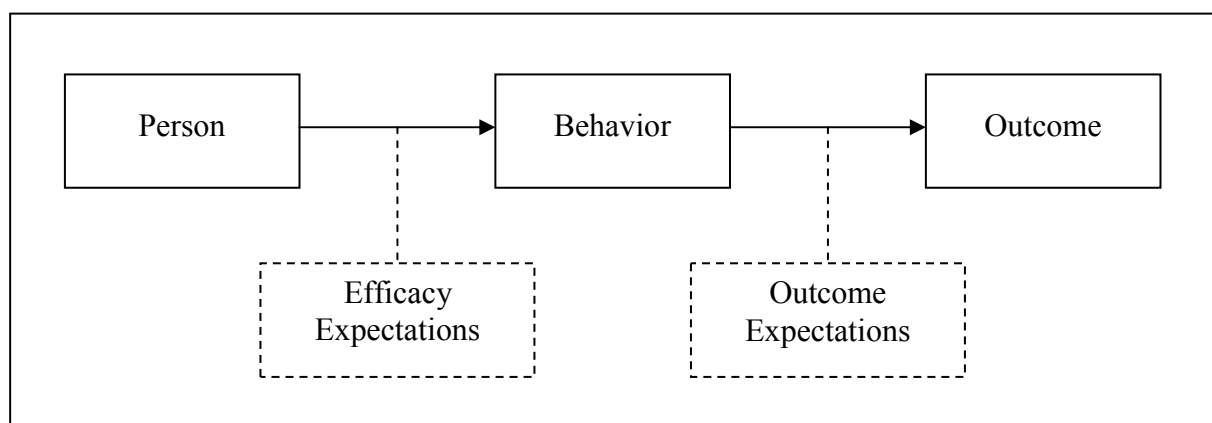 Person
Behavior
Outcome
Efficacy
Expectations
Outcome
Expectations